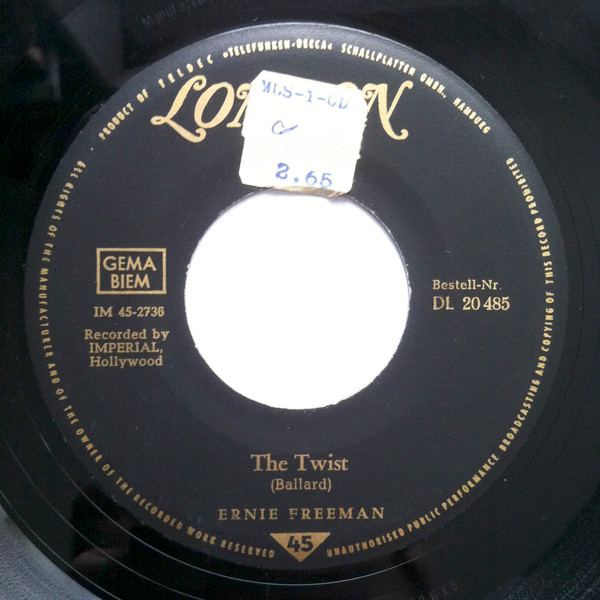 PRODUCT OF TELDEC »TELEFUNKEN-DECCA« SCHALLPLATTEN GMBH., HAMBURG
MLS-1-CD
2.65
GEMA
BIEM
IM 45-2736
Recorded by
IMPERIAL,
Hollywood
Bestell-Nr.
DL 20 485
The Twist
(Ballard)
ERNIE FREEMAN
45
ALL RIGHTS OF THE MANUFACTURER AND OF THE OWNER OF THE RECORDED WORK RESERVED
UNAUTHORISED PUBLIC PERFORMANCE BROADCASTING AND COPYING OF THIS RECORD PROHIBITED